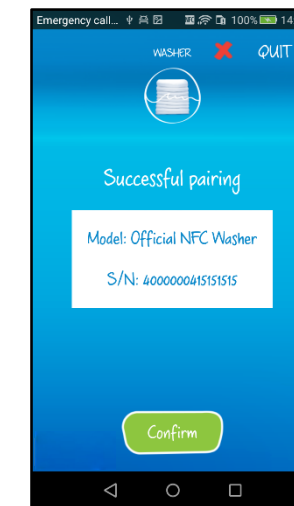 Emergency call... 100% 14
WASHER QUIT
Successful pairing
Model: Official NFC Washer
S/N: 4000000415151515
Confirm